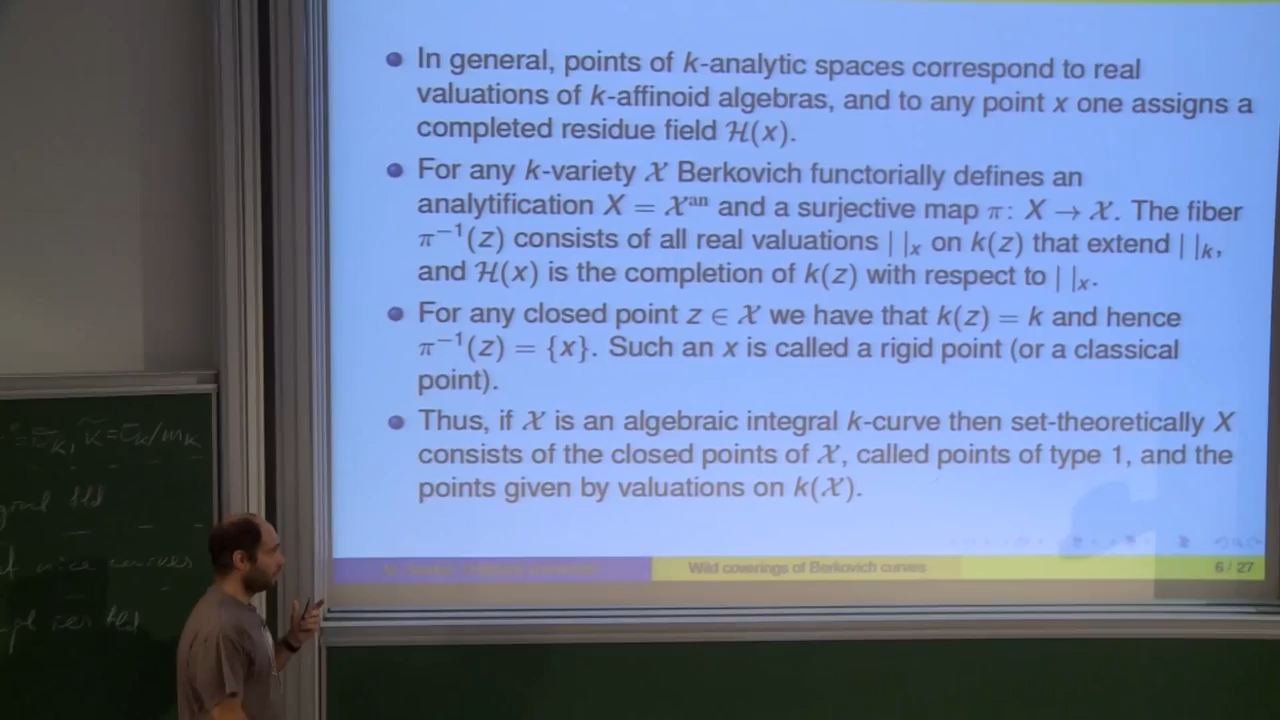 In general, points of k-analytic spaces correspond to real
valuations of k-affinoid algebras, and to any point x one assigns a
completed residue field ℋ(x).
For any k-variety 𝒳 Berkovich functorially defines an
analytification X = 𝒳ᵃⁿ and a surjective map π: X → 𝒳. The fiber
π⁻¹(z) consists of all real valuations | |ₓ on k(z) that extend | |ₖ,
and ℋ(x) is the completion of k(z) with respect to | |ₓ.
For any closed point z ∈ 𝒳 we have that k(z) = k and hence
π⁻¹(z) = {x}. Such an x is called a rigid point (or a classical
point).
Thus, if 𝒳 is an algebraic integral k-curve then set-theoretically X
consists of the closed points of 𝒳, called points of type 1, and the
points given by valuations on k(𝒳).
Wild coverings of Berkovich curves
6 / 27
nice curves